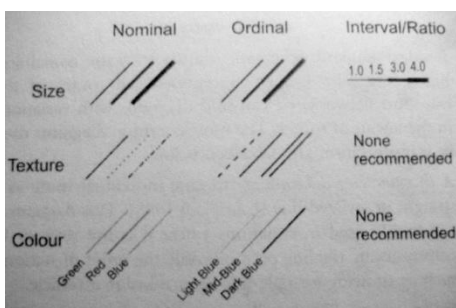 Nominal Ordinal Interval/Ratio
Size
1.0 1.5 3.0 4.0
Texture
None
recommended
Colour
None
recommended
Green Red Blue
Light Blue Mid-Blue Dark Blue